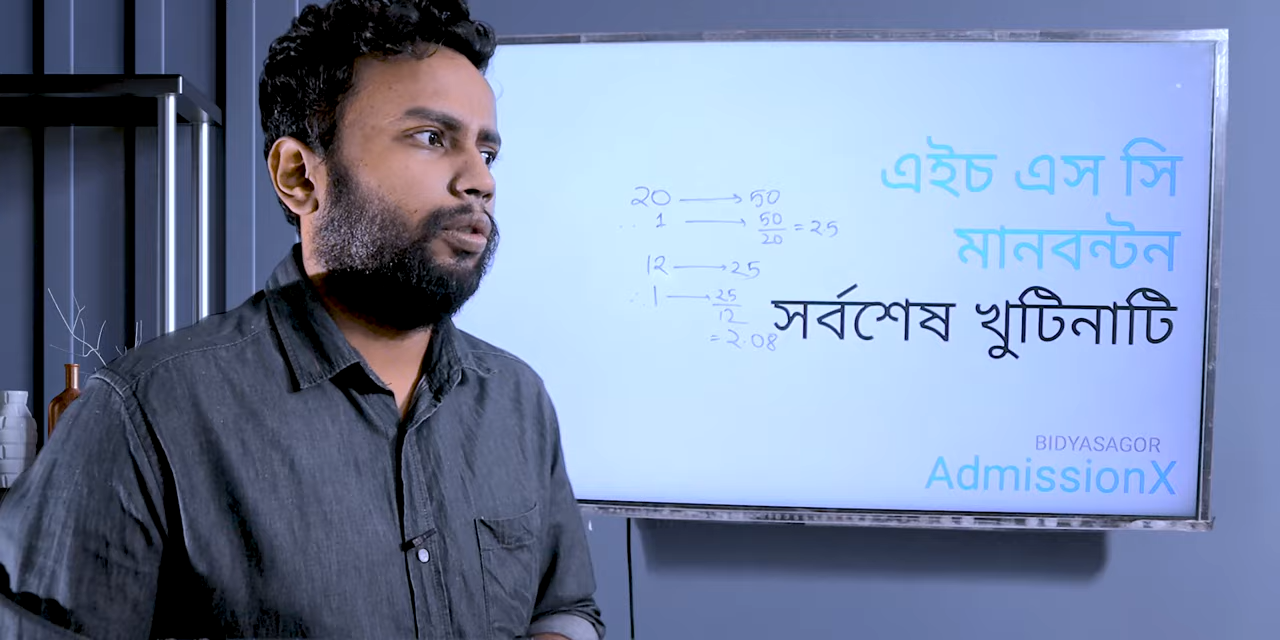 20 → 50
∴ 1 → 50/20 = 2.5
12 → 25
∴ 1 → 25/12
= 2.08
এইচ এস সি
মানবন্টন
সর্বশেষ খুটিনাটি
BIDYASAGOR
AdmissionX